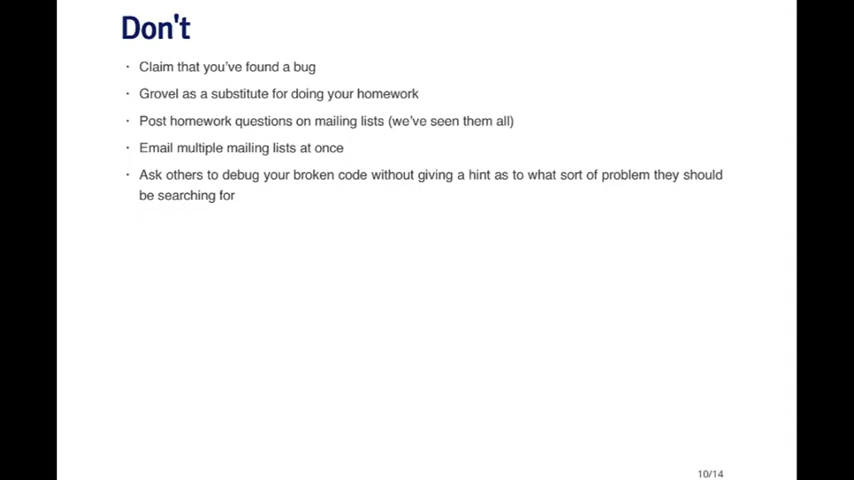 Don't
· Claim that you've found a bug
· Grovel as a substitute for doing your homework
· Post homework questions on mailing lists (we've seen them all)
· Email multiple mailing lists at once
· Ask others to debug your broken code without giving a hint as to what sort of problem they should
be searching for
10/14